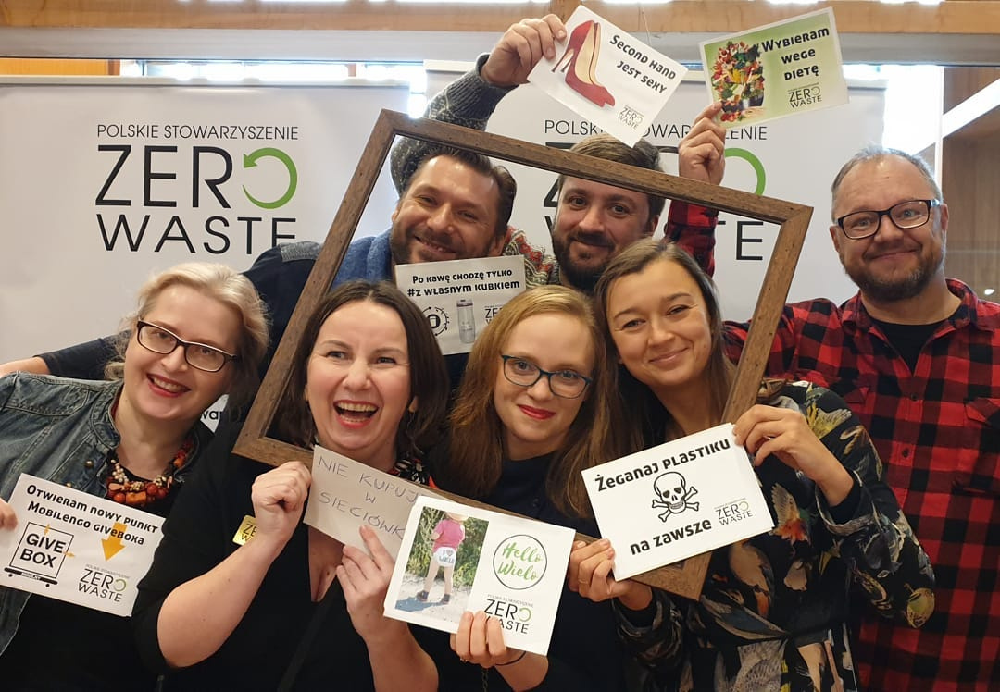 SECOND HAND
JEST SEXY
ZERO
WASTE
WYBIERAM
WEGE
DIETĘ
ZERO
WASTE
POLSKIE STOWARZYSZENIE
ZERO
WASTE
POLSKIE STOWARZYSZENIE
PO KAWĘ CHODZĘ TYLKO
#Z WŁASNYM KUBKIEM
OTWIERAM NOWY PUNKT
MOBILENGO GIVEBOXA
GIVE
BOX
ZERO
WASTE
NIE KUPUJ
W
SIECIÓWK
Hello
Wielo
ZERO
WASTE
ŻEGANAJ PLASTIKU
NA ZAWSZE
ZERO
WASTE